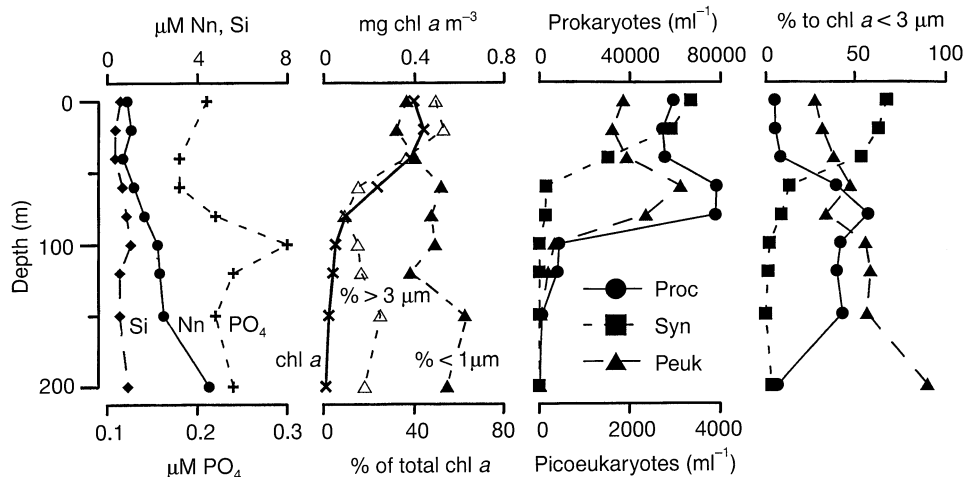 μM Nn, Si
0 4 8
mg chl a m⁻³
0 0.4 0.8
Prokaryotes (ml⁻¹)
0 40000 80000
% to chl a < 3 μm
0 50 100
Depth (m)
0
100
200
Si Nn PO₄
chl a
% > 3 μm
% < 1μm
Proc
Syn
Peuk
0.1 0.2 0.3
μM PO₄
0 40 80
% of total chl a
0 2000 4000
Picoeukaryotes (ml⁻¹)